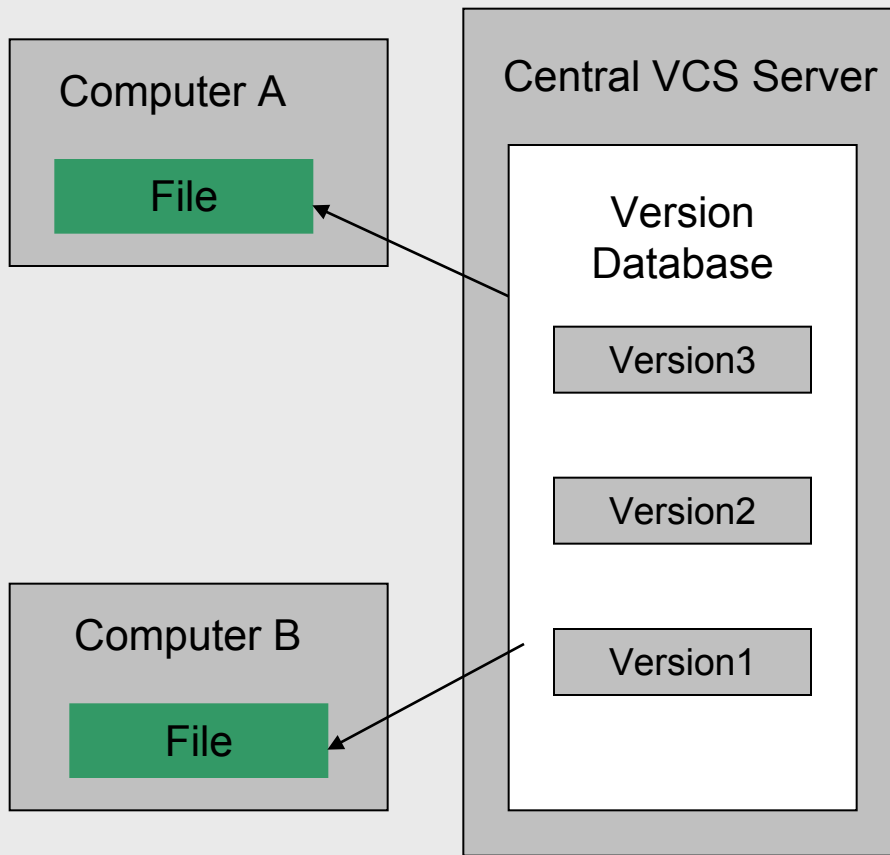 Computer A
File
Central VCS Server
Version
Database
Version3
Version2
Version1
Computer B
File